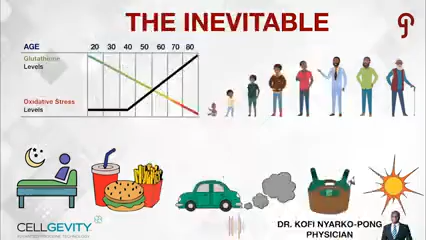 THE INEVITABLE
AGE 20 30 40 50 60 70 80
Glutathione
Levels
Oxidative Stress
Levels
CELLGEVITY
DR. KOFI NYARKO-PONG
PHYSICIAN